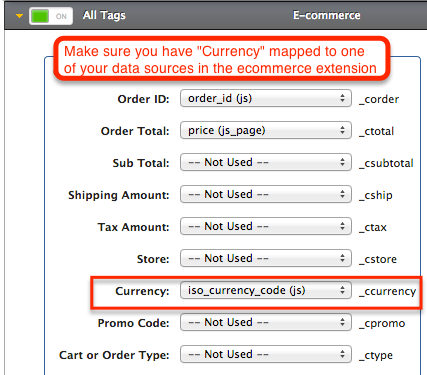 ON All Tags E-commerce
Make sure you have "Currency" mapped to one
of your data sources in the ecommerce extension
Order ID: order_id (js) _corder
Order Total: price (js_page) _ctotal
Sub Total: -- Not Used -- _csubtotal
Shipping Amount: -- Not Used -- _cship
Tax Amount: -- Not Used -- _ctax
Store: -- Not Used -- _cstore
Currency: iso_currency_code (js) _ccurrency
Promo Code: -- Not Used -- _cpromo
Cart or Order Type: -- Not Used -- _ctype